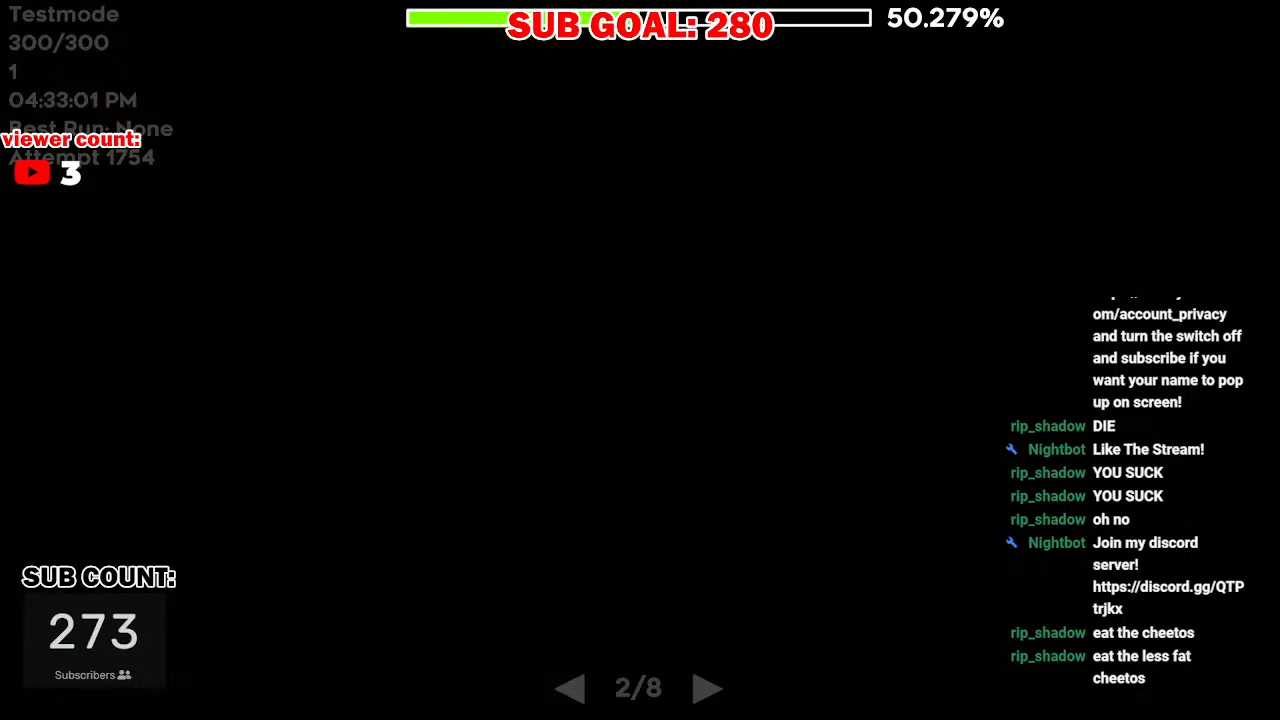 Testmode
300/300
1
04:33:01 PM
Best Run: None
Attempt 1754
viewer count:
3
SUB GOAL: 280
50.279%
om/account_privacy
and turn the switch off
and subscribe if you
want your name to pop
up on screen!
rip_shadow DIE
Nightbot Like The Stream!
rip_shadow YOU SUCK
rip_shadow YOU SUCK
rip_shadow oh no
Nightbot Join my discord
server!
https://discord.gg/QTP
trjkx
rip_shadow eat the cheetos
rip_shadow eat the less fat
cheetos
SUB COUNT:
273
Subscribers
2/8